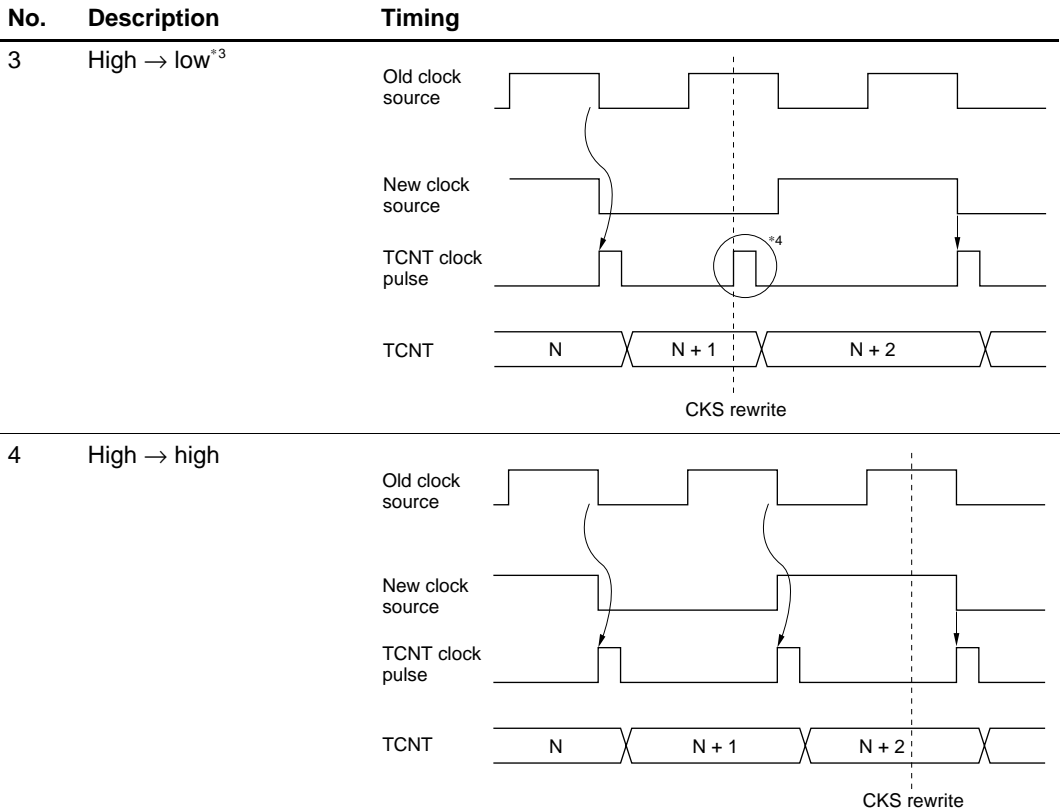 No. Description Timing
3 High → low*3
Old clock
source
New clock
source
*4
TCNT clock
pulse
TCNT N N + 1 N + 2
CKS rewrite
4 High → high
Old clock
source
New clock
source
TCNT clock
pulse
TCNT N N + 1 N + 2
CKS rewrite